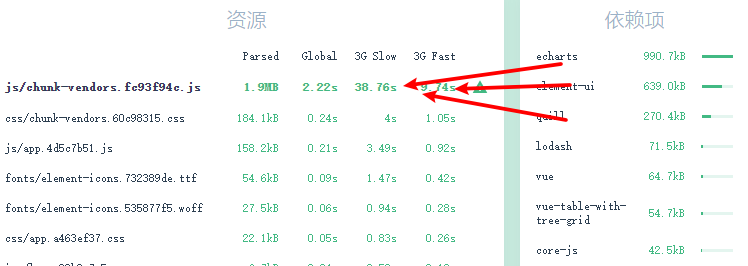 资源
Parsed Global 3G Slow 3G Fast
js/chunk-vendors.fc93f94c.js 1.9MB 2.22s 38.76s 9.74s
css/chunk-vendors.60c98315.css 184.1kB 0.24s 4s 1.05s
js/app.4d5c7b51.js 158.2kB 0.21s 3.49s 0.92s
fonts/element-icons.732389de.ttf 54.6kB 0.09s 1.47s 0.42s
fonts/element-icons.535877f5.woff 27.5kB 0.06s 0.94s 0.28s
css/app.a463ef37.css 22.1kB 0.05s 0.83s 0.26s
依赖项
echarts 990.7kB
element-ui 639.0kB
quill 270.4kB
lodash 71.5kB
vue 64.7kB
vue-table-with-
tree-grid 54.7kB
core-js 42.5kB